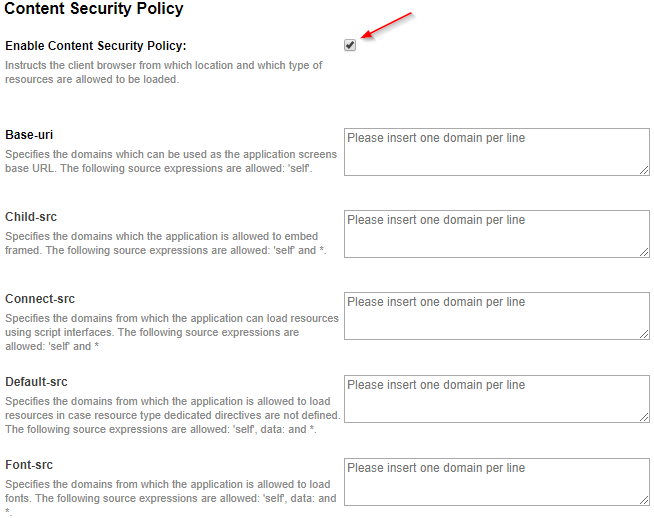 Content Security Policy
Enable Content Security Policy:
Instructs the client browser from which location and which type of
resources are allowed to be loaded.
Base-uri
Please insert one domain per line
Specifies the domains which can be used as the application screens
base URL. The following source expressions are allowed: 'self'.
Child-src
Please insert one domain per line
Specifies the domains which the application is allowed to embed
framed. The following source expressions are allowed: 'self' and *.
Connect-src
Please insert one domain per line
Specifies the domains from which the application can load resources
using script interfaces. The following source expressions are
allowed: 'self' and *
Default-src
Please insert one domain per line
Specifies the domains from which the application is allowed to load
resources in case resource type dedicated directives are not defined.
The following source expressions are allowed: 'self', data: and *.
Font-src
Please insert one domain per line
Specifies the domains from which the application is allowed to load
fonts. The following source expressions are allowed: 'self', data: and
*.